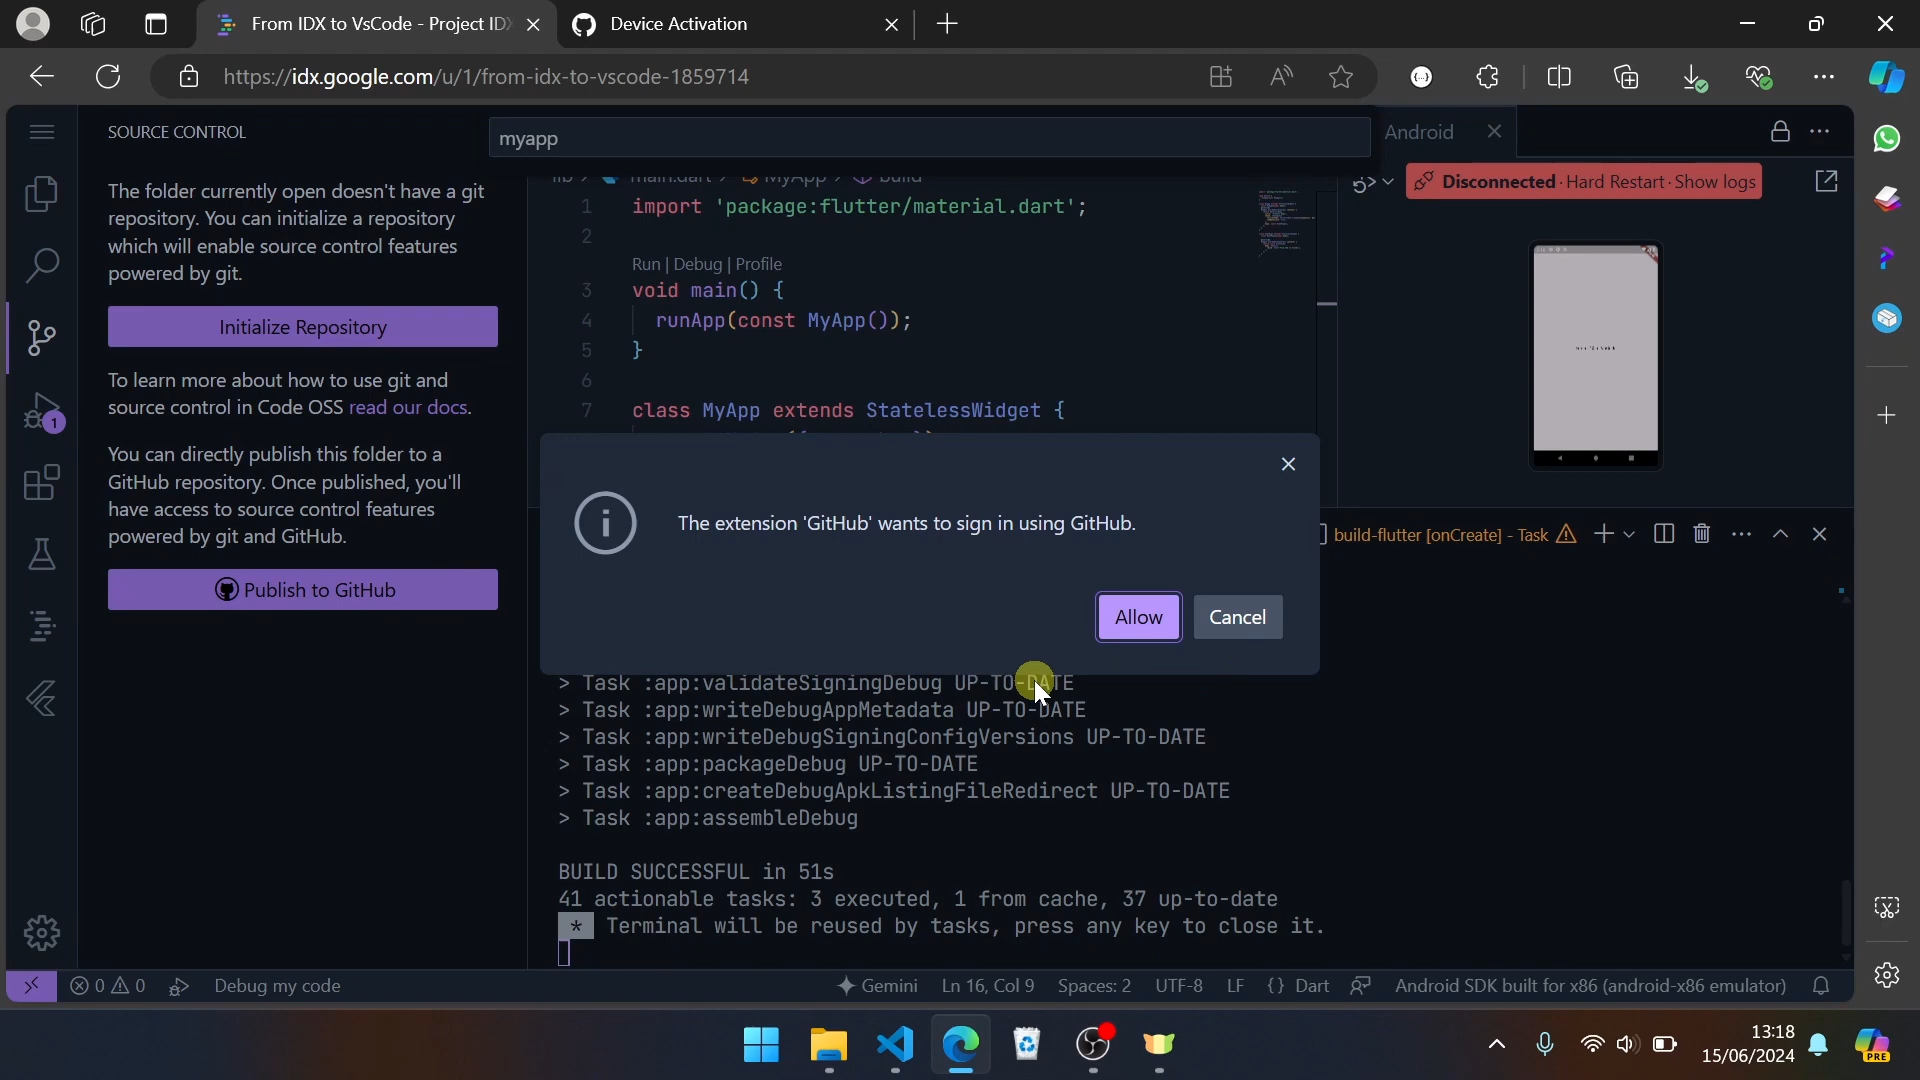 From IDX to VsCode - Project IDX
Device Activation
https://idx.google.com/u/1/from-idx-to-vscode-1859714
SOURCE CONTROL
The folder currently open doesn't have a git
repository. You can initialize a repository
which will enable source control features
powered by git.
Initialize Repository
To learn more about how to use git and
source control in Code OSS read our docs.
You can directly publish this folder to a
GitHub repository. Once published, you'll
have access to source control features
powered by git and GitHub.
Publish to GitHub
1
myapp
lib > main.dart > MyApp > build
1 import 'package:flutter/material.dart';
2
Run | Debug | Profile
3 void main() {
4 runApp(const MyApp());
5 }
6
7 class MyApp extends StatelessWidget {
Android
Disconnected · Hard Restart · Show logs
The extension 'GitHub' wants to sign in using GitHub.
Allow
Cancel
build-flutter [onCreate] - Task
> Task :app:validateSigningDebug UP-TO-DATE
> Task :app:writeDebugAppMetadata UP-TO-DATE
> Task :app:writeDebugSigningConfigVersions UP-TO-DATE
> Task :app:packageDebug UP-TO-DATE
> Task :app:createDebugApkListingFileRedirect UP-TO-DATE
> Task :app:assembleDebug
BUILD SUCCESSFUL in 51s
41 actionable tasks: 3 executed, 1 from cache, 37 up-to-date
* Terminal will be reused by tasks, press any key to close it.
0 0
Debug my code
Gemini
Ln 16, Col 9
Spaces: 2
UTF-8
LF
{} Dart
Android SDK built for x86 (android-x86 emulator)
13:18
15/06/2024
PRE